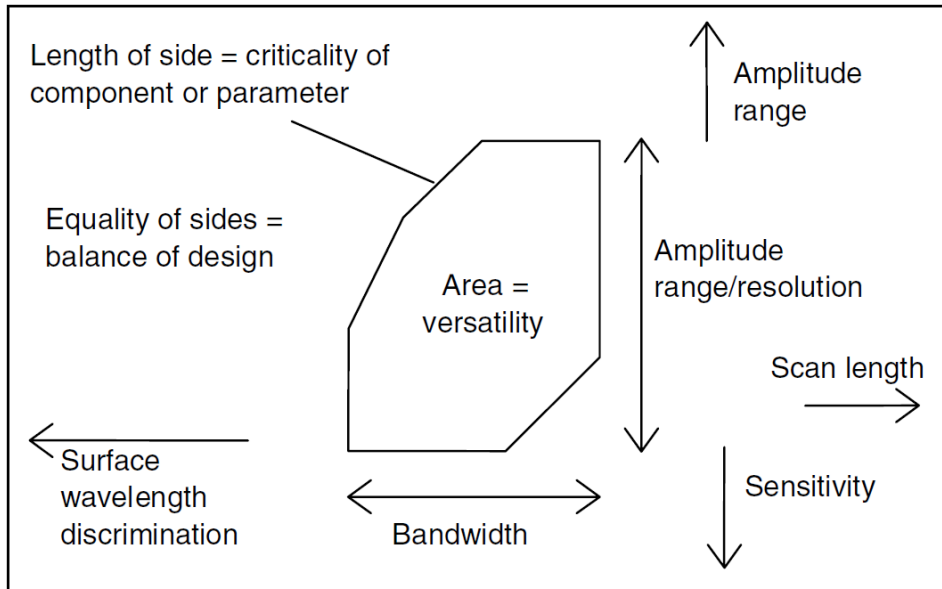 Length of side = criticality of
component or parameter
Amplitude
range
Equality of sides =
balance of design
Amplitude
range/resolution
Area =
versatility
Scan length
Surface
wavelength
discrimination
Bandwidth
Sensitivity